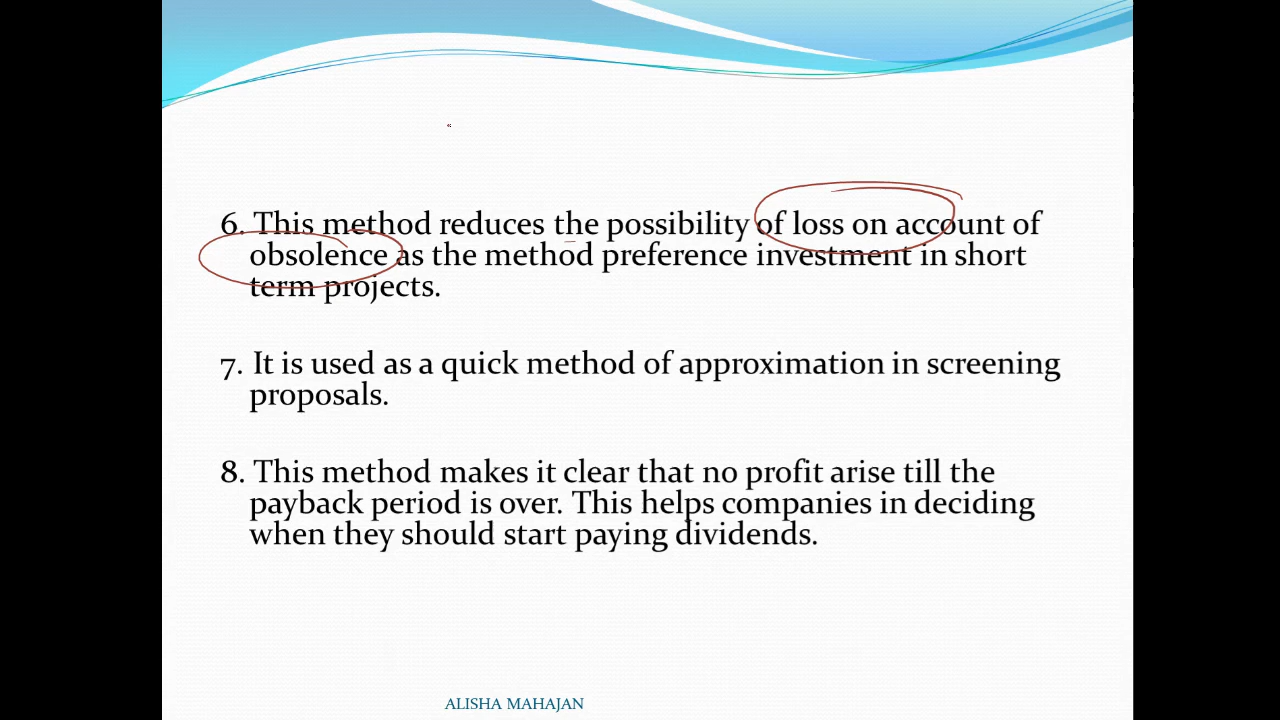 6. This method reduces the possibility of loss on account of
obsolence as the method preference investment in short
term projects.
7. It is used as a quick method of approximation in screening
proposals.
8. This method makes it clear that no profit arise till the
payback period is over. This helps companies in deciding
when they should start paying dividends.
ALISHA MAHAJAN